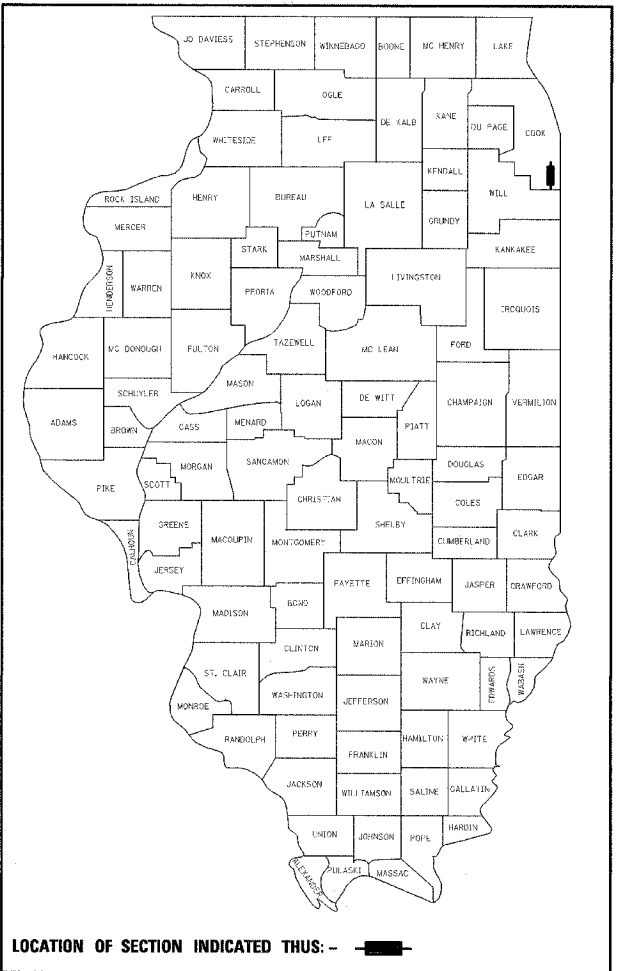 JO DAVIESS STEPHENSON WINNEBAGO BOONE MC HENRY LAKE
CARROLL OGLE DE KALB KANE DU PAGE COOK
WHITESIDE LEE
KENDALL WILL
ROCK ISLAND HENRY BUREAU LA SALLE GRUNDY
MERCER PUTNAM KANKAKEE
STARK MARSHALL
HENDERSON WARREN KNOX PEORIA WOODFORD LIVINGSTON IROQUOIS
HANCOCK MC DONOUGH FULTON TAZEWELL MC LEAN FORD
MASON
SCHUYLER LOGAN DE WITT CHAMPAIGN VERMILION
ADAMS BROWN CASS MENARD PIATT
MACON
MORGAN SANGAMON DOUGLAS
PIKE SCOTT MOULTRIE EDGAR
CHRISTIAN COLES
GREENE SHELBY
CALHOUN MACOUPIN MONTGOMERY CUMBERLAND CLARK
JERSEY
FAYETTE EFFINGHAM JASPER CRAWFORD
MADISON BOND
CLAY RICHLAND LAWRENCE
CLINTON MARION
ST. CLAIR WAYNE EDWARDS WABASH
WASHINGTON JEFFERSON
MONROE
RANDOLPH PERRY HAMILTON WHITE
FRANKLIN
JACKSON WILLIAMSON SALINE GALLATIN
UNION JOHNSON POPE HARDIN
ALEXANDER PULASKI MASSAC
LOCATION OF SECTION INDICATED THUS: -